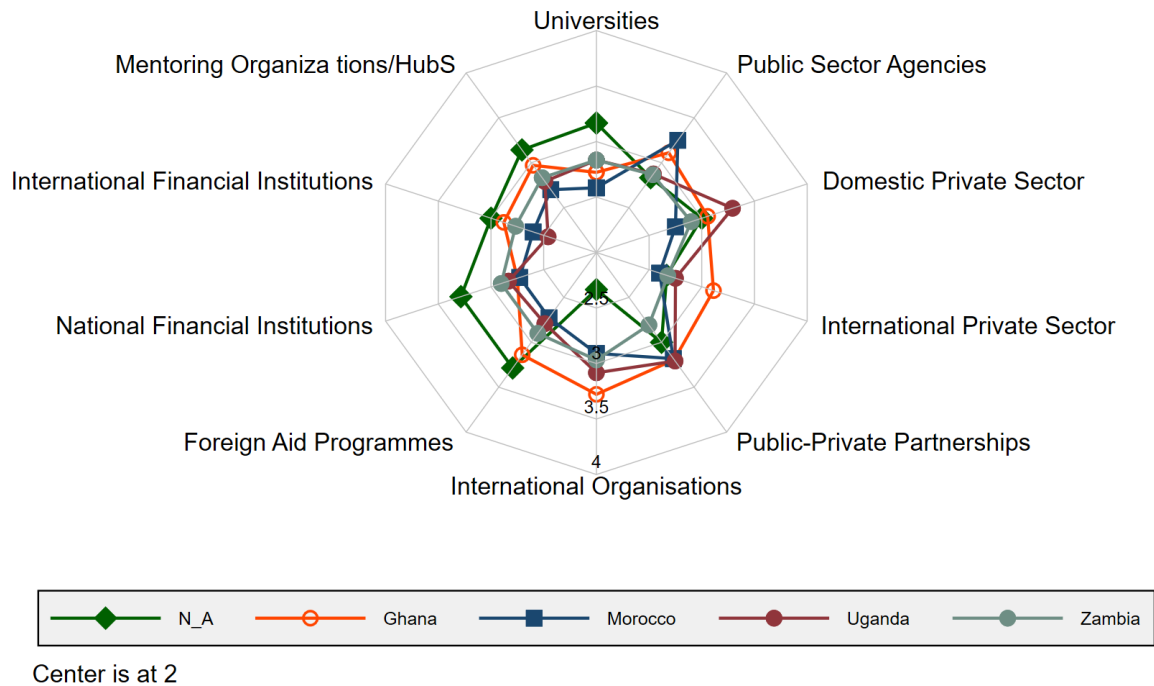 Universities
Mentoring Organiza tions/HubS
Public Sector Agencies
International Financial Institutions
Domestic Private Sector
2.5
National Financial Institutions
International Private Sector
3
3.5
Foreign Aid Programmes
Public-Private Partnerships
4
International Organisations
N_A Ghana Morocco Uganda Zambia
Center is at 2